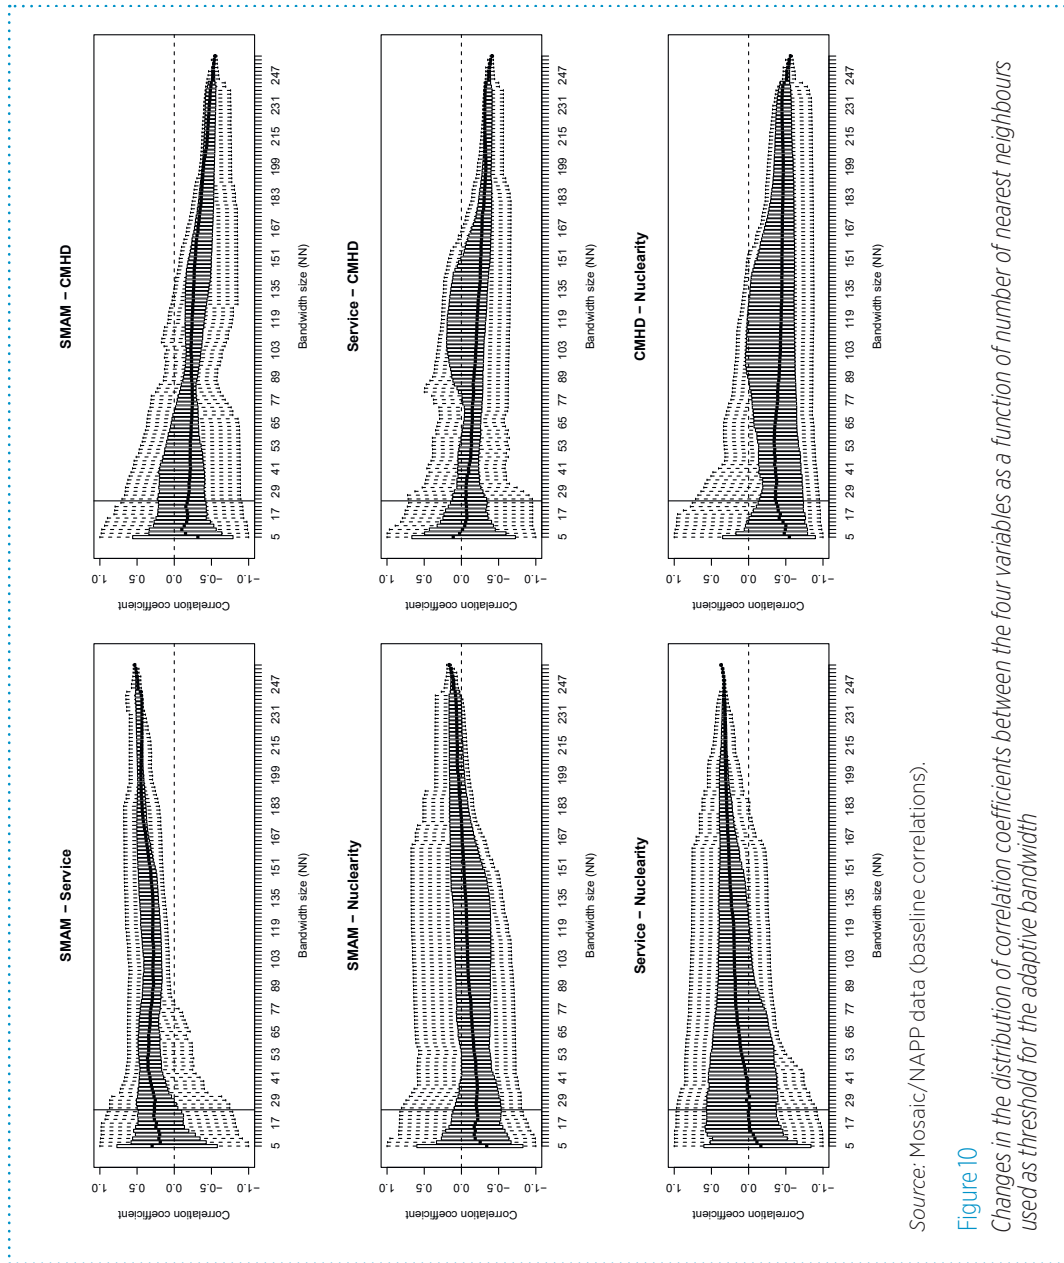 SMAM − Service
Correlation coefficient
1.0
0.5
0.0
−0.5
−1.0
5 17 29 41 53 65 77 89 103 119 135 151 167 183 199 215 231 247
Bandwidth size (NN)
SMAM − CMHD
Correlation coefficient
1.0
0.5
0.0
−0.5
−1.0
5 17 29 41 53 65 77 89 103 119 135 151 167 183 199 215 231 247
Bandwidth size (NN)
SMAM − Nuclearity
Correlation coefficient
1.0
0.5
0.0
−0.5
−1.0
5 17 29 41 53 65 77 89 103 119 135 151 167 183 199 215 231 247
Bandwidth size (NN)
Service − CMHD
Correlation coefficient
1.0
0.5
0.0
−0.5
−1.0
5 17 29 41 53 65 77 89 103 119 135 151 167 183 199 215 231 247
Bandwidth size (NN)
Service − Nuclearity
Correlation coefficient
1.0
0.5
0.0
−0.5
−1.0
5 17 29 41 53 65 77 89 103 119 135 151 167 183 199 215 231 247
Bandwidth size (NN)
CMHD − Nuclearity
Correlation coefficient
1.0
0.5
0.0
−0.5
−1.0
5 17 29 41 53 65 77 89 103 119 135 151 167 183 199 215 231 247
Bandwidth size (NN)
Source: Mosaic/NAPP data (baseline correlations).
Figure 10
Changes in the distribution of correlation coefficients between the four variables as a function of number of nearest neighbours
used as threshold for the adaptive bandwidth